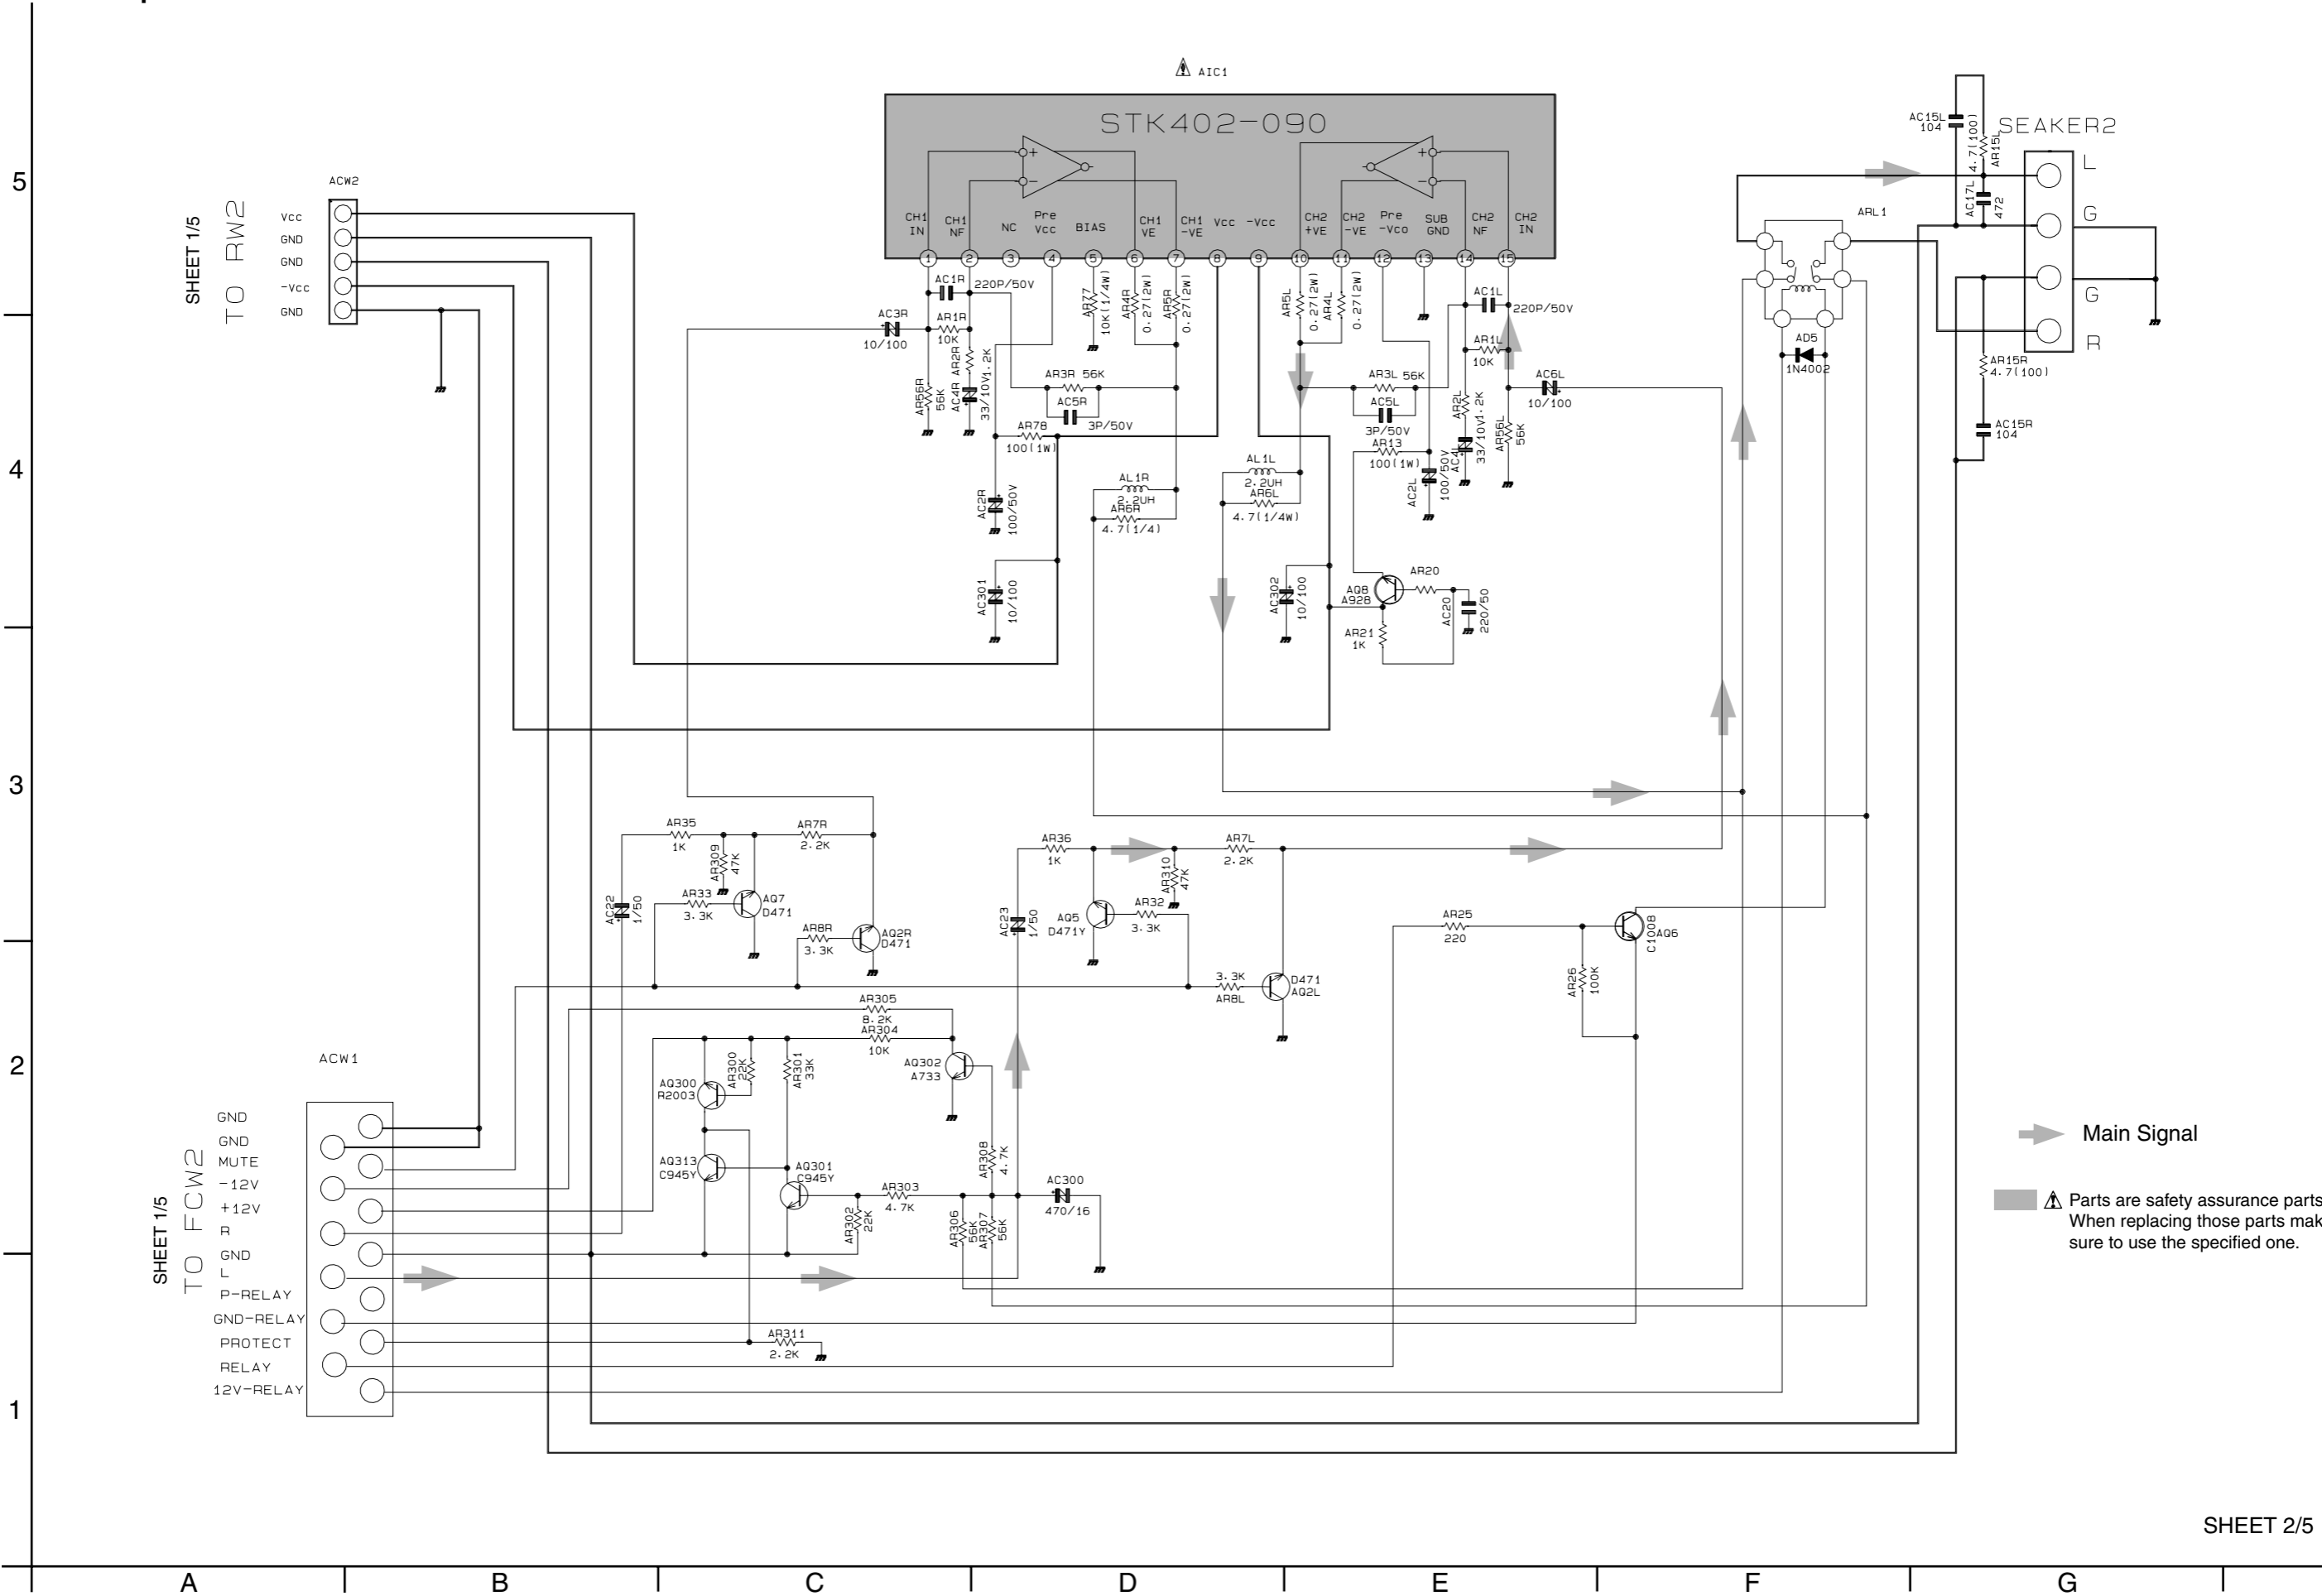 AIC1
STK402-090
CH1 IN
CH1 NF
NC
Pre Vcc
BIAS
CH1 VE
CH1 -VE
Vcc
-Vcc
CH2 +VE
CH2 -VE
Pre -Vco
SUB GND
CH2 NF
CH2 IN
1
2
3
4
5
6
7
8
9
10
11
12
13
14
15
5
4
3
2
1
SHEET 1/5
TO RW2
ACW2
Vcc
GND
GND
-Vcc
GND
AC15L
104
4.7(100)
AR15L
SEAKER2
AC17L
472
L
G
G
R
ARL1
AD5
1N4002
AR15R
4.7(100)
AC15R
104
AC1R
220P/50V
AC3R
10/100
AR1R
10K
AR2R
1.2K
AR56R
56K
AC4R
33/10V
AR77
10K(1/4W)
AR4R
0.27(2W)
AR5R
0.27(2W)
AR3R 56K
AC5R
3P/50V
AR78
100(1W)
AC2R
100/50V
AL1R
2.2UH
AR6R
4.7(1/4)
AC301
10/100
AR5L
0.27(2W)
AR4L
0.27(2W)
AC1L
220P/50V
AR1L
10K
AR3L 56K
AC5L
3P/50V
AR13
100(1W)
AR2L
1.2K
AC4L
33/10V
AC6L
10/100
AR56L
56K
AC2L
100/50V
AL1L
2.2UH
AR6L
4.7(1/4W)
AC302
10/100
AQ8
A928
AR20
AC20
220/50
AR21
1K
AR35
1K
AR309
47K
AR7R
2.2K
AC22
1/50
AR33
3.3K
AQ7
D471
AR8R
3.3K
AQ2R
D471
AR36
1K
AR310
47K
AR7L
2.2K
AC23
1/50
AQ5
D471Y
AR32
3.3K
3.3K
AR8L
D471
AQ2L
AR25
220
AQ6
C1008
AR26
100K
AR305
8.2K
AR304
10K
AQ302
A733
AR300
22K
AR301
33K
AQ300
R2003
AQ313
C945Y
AQ301
C945Y
AR303
4.7K
AR302
22K
AR308
4.7K
AC300
470/16
AR306
56K
AR307
56K
AR311
2.2K
ACW1
SHEET 1/5
TO FCW2
GND
GND
MUTE
-12V
+12V
R
GND
L
P-RELAY
GND-RELAY
PROTECT
RELAY
12V-RELAY
Main Signal
Parts are safety assurance parts
When replacing those parts mak
sure to use the specified one.
SHEET 2/5
A
B
C
D
E
F
G